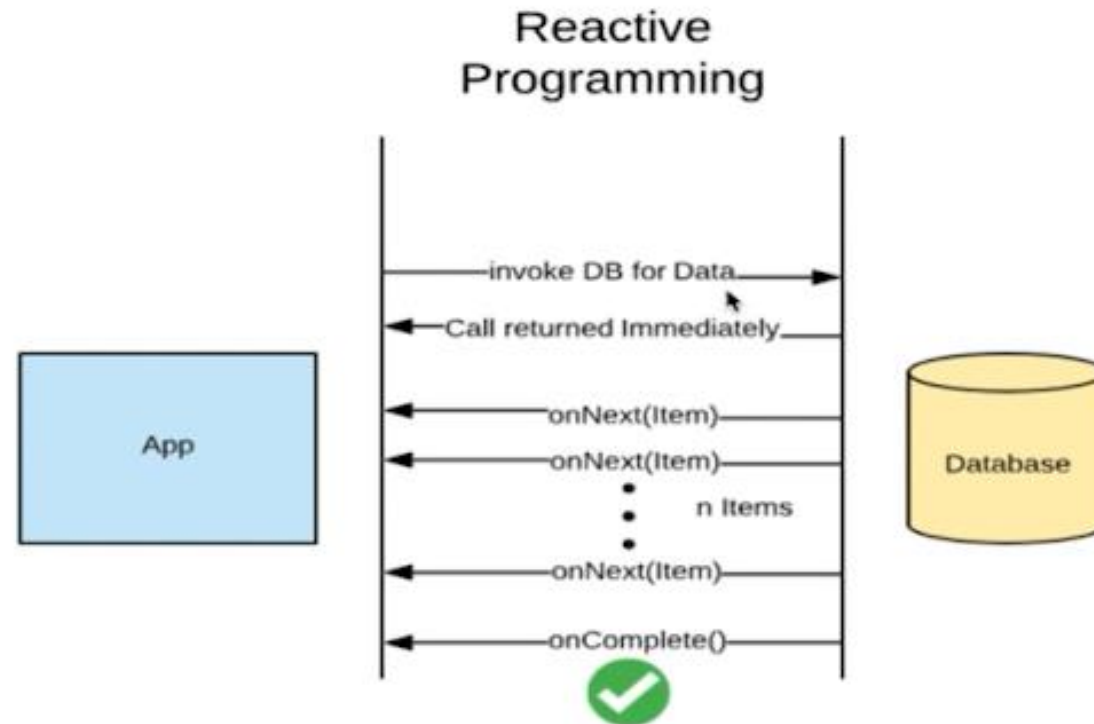 Reactive
Programming
invoke DB for Data
Call returned Immediately
onNext(Item)
App
onNext(Item)
Database
n Items
onNext(Item)
onComplete()